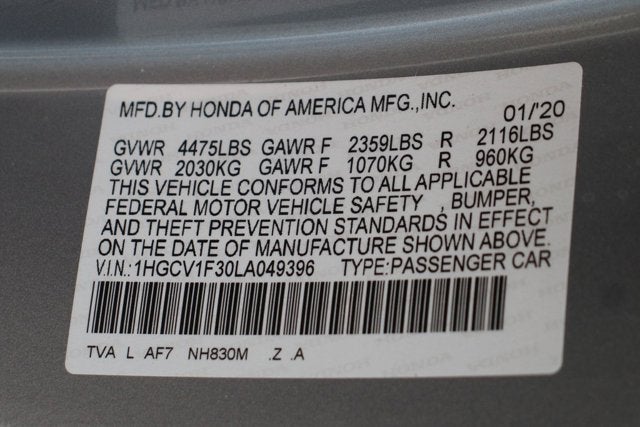 MFD.BY HONDA OF AMERICA MFG.,INC. 01/'20
GVWR 4475LBS GAWR F 2359LBS R 2116LBS
GVWR 2030KG GAWR F 1070KG R 960KG
THIS VEHICLE CONFORMS TO ALL APPLICABLE
FEDERAL MOTOR VEHICLE SAFETY , BUMPER,
AND THEFT PREVENTION STANDARDS IN EFFECT
ON THE DATE OF MANUFACTURE SHOWN ABOVE.
V.I.N.:1HGCV1F30LA049396 TYPE:PASSENGER CAR
TVA L AF7 NH830M .Z .A